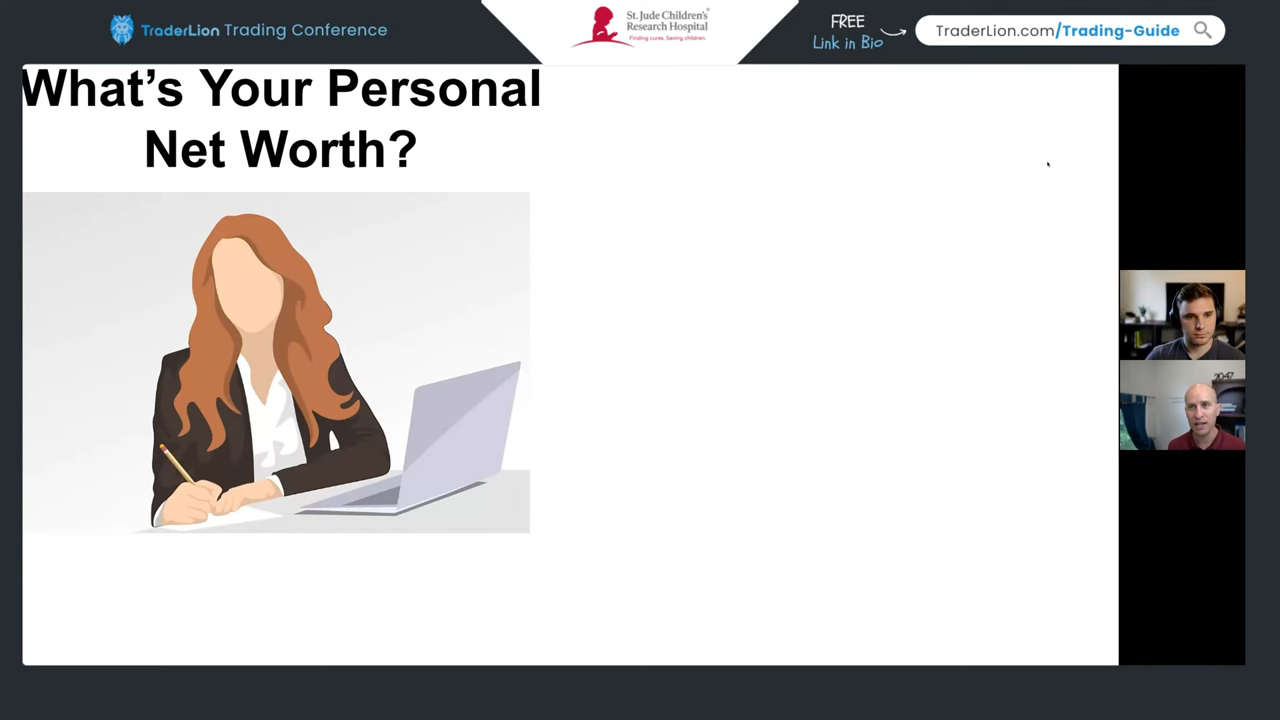 TraderLion Trading Conference
St. Jude Children's
Research Hospital
Finding cures. Saving children.
FREE
Link in Bio
TraderLion.com/Trading-Guide
What's Your Personal
Net Worth?
2047